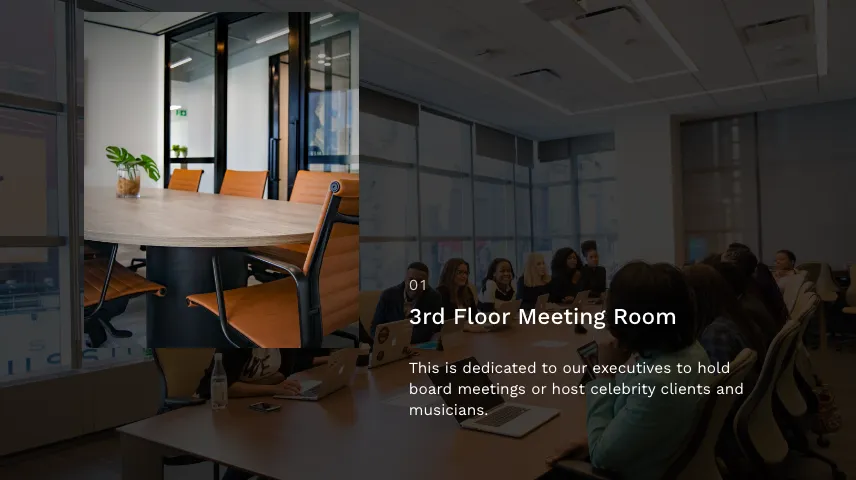 01
3rd Floor Meeting Room
This is dedicated to our executives to hold
board meetings or host celebrity clients and
musicians.